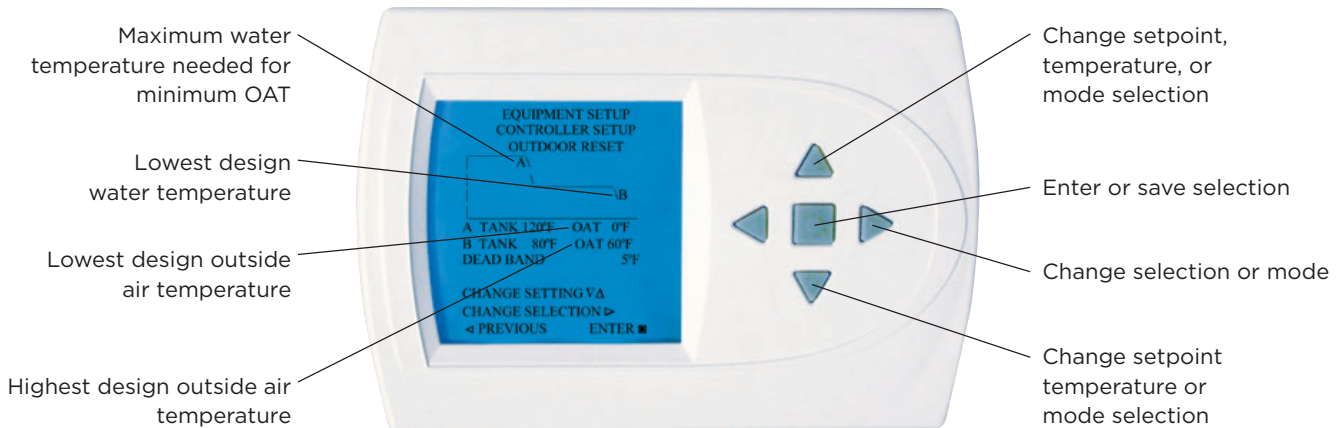 Maximum water
temperature needed for
minimum OAT
Lowest design
water temperature
Lowest design outside
air temperature
Highest design outside air
temperature
EQUIPMENT SETUP
CONTROLLER SETUP
OUTDOOR RESET
A
B
A TANK 120°F OAT 0°F
B TANK 80°F OAT 60°F
DEAD BAND 5°F
CHANGE SETTING ∇∆
CHANGE SELECTION ▷
◁ PREVIOUS ENTER ◙
Change setpoint,
temperature, or
mode selection
Enter or save selection
Change selection or mode
Change setpoint
temperature or
mode selection